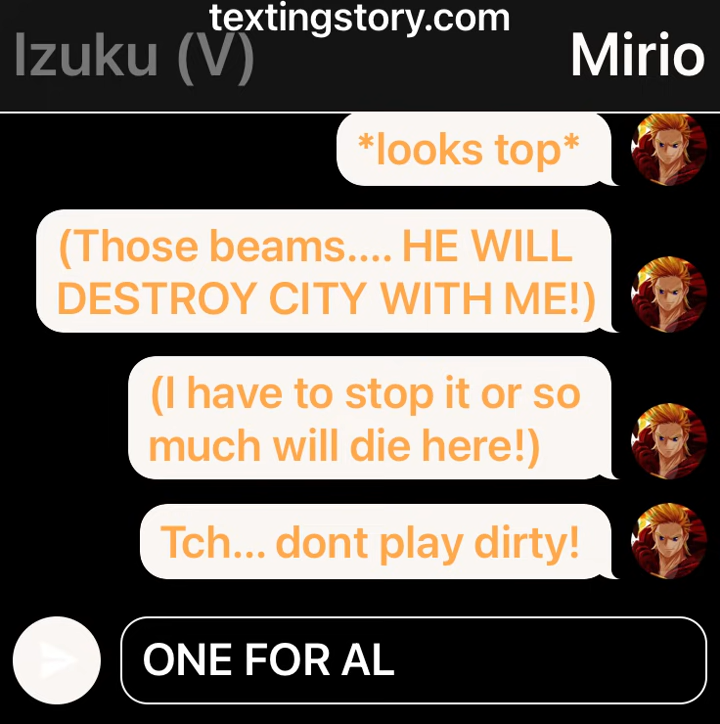 textingstory.com
Izuku (V)
Mirio
*looks top*
(Those beams.... HE WILL
DESTROY CITY WITH ME!)
(I have to stop it or so
much will die here!)
Tch... dont play dirty!
ONE FOR AL